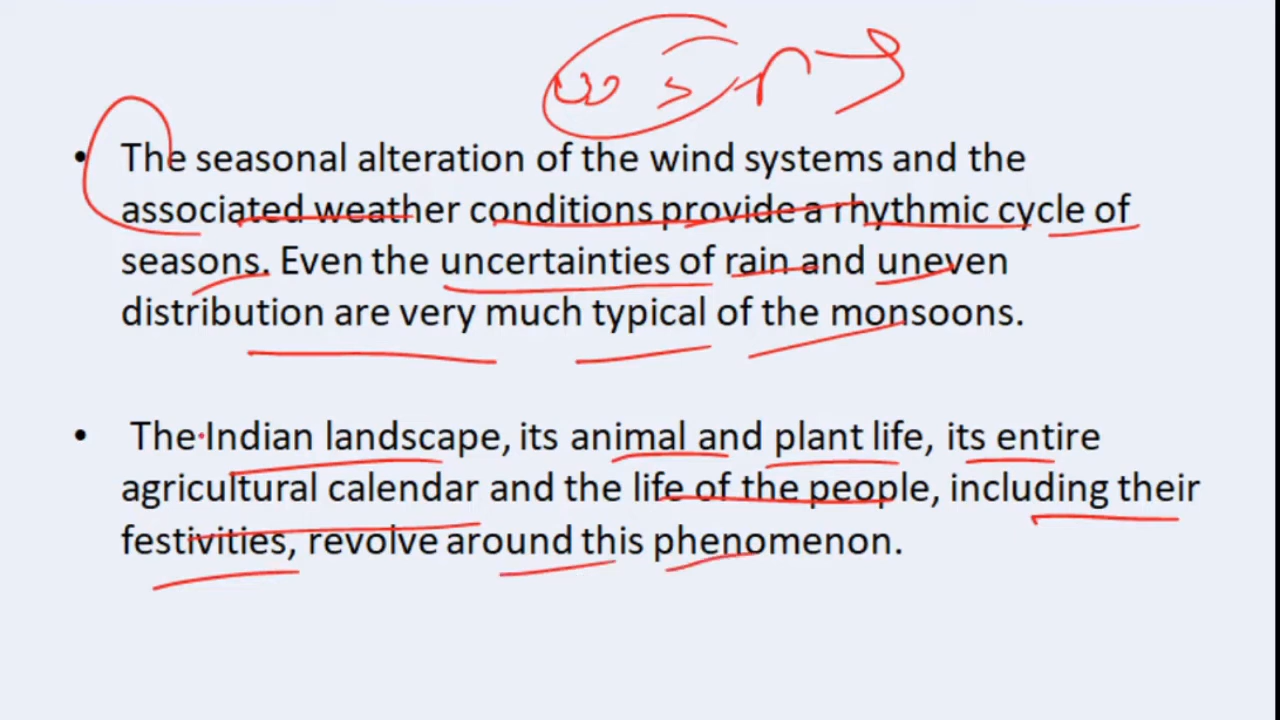 • The seasonal alteration of the wind systems and the
associated weather conditions provide a rhythmic cycle of
seasons. Even the uncertainties of rain and uneven
distribution are very much typical of the monsoons.
• The Indian landscape, its animal and plant life, its entire
agricultural calendar and the life of the people, including their
festivities, revolve around this phenomenon.